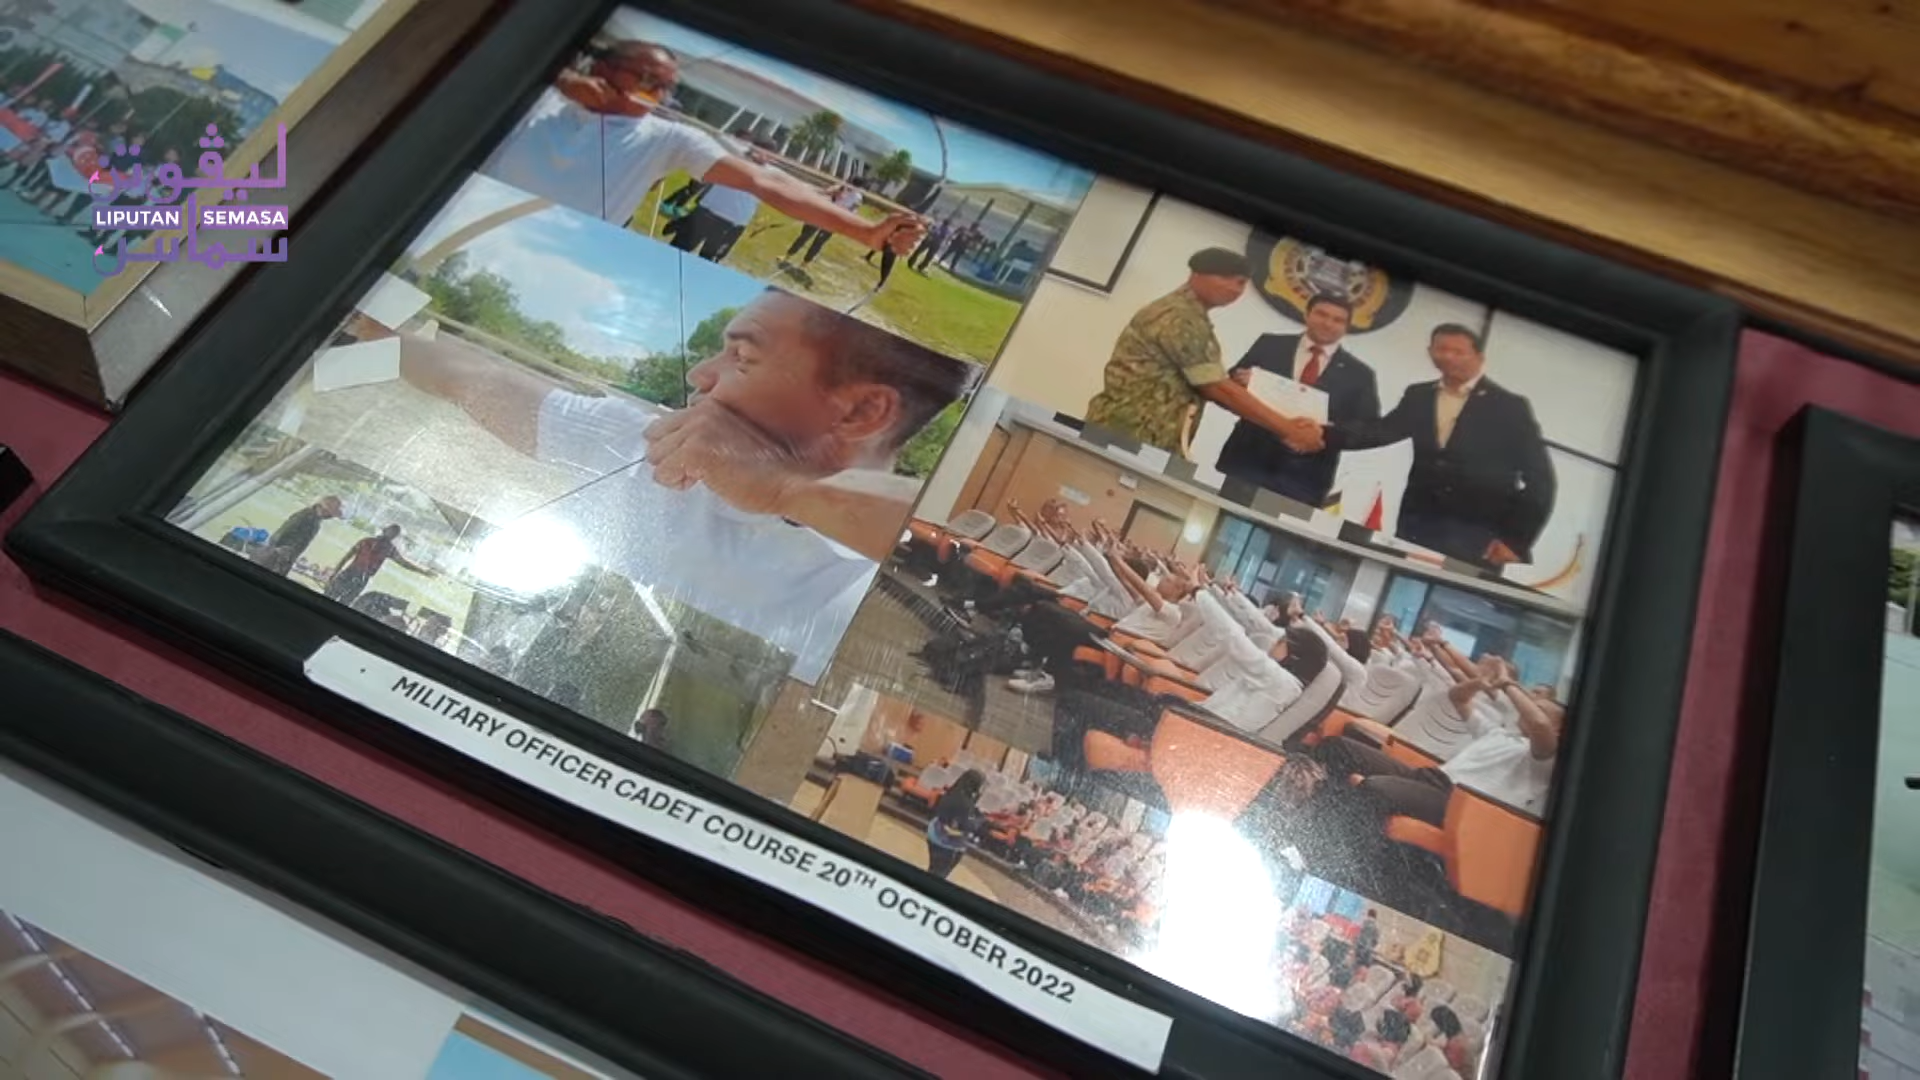 ليڤوتن
LIPUTAN SEMASA
سماس
MILITARY OFFICER CADET COURSE 20TH OCTOBER 2022